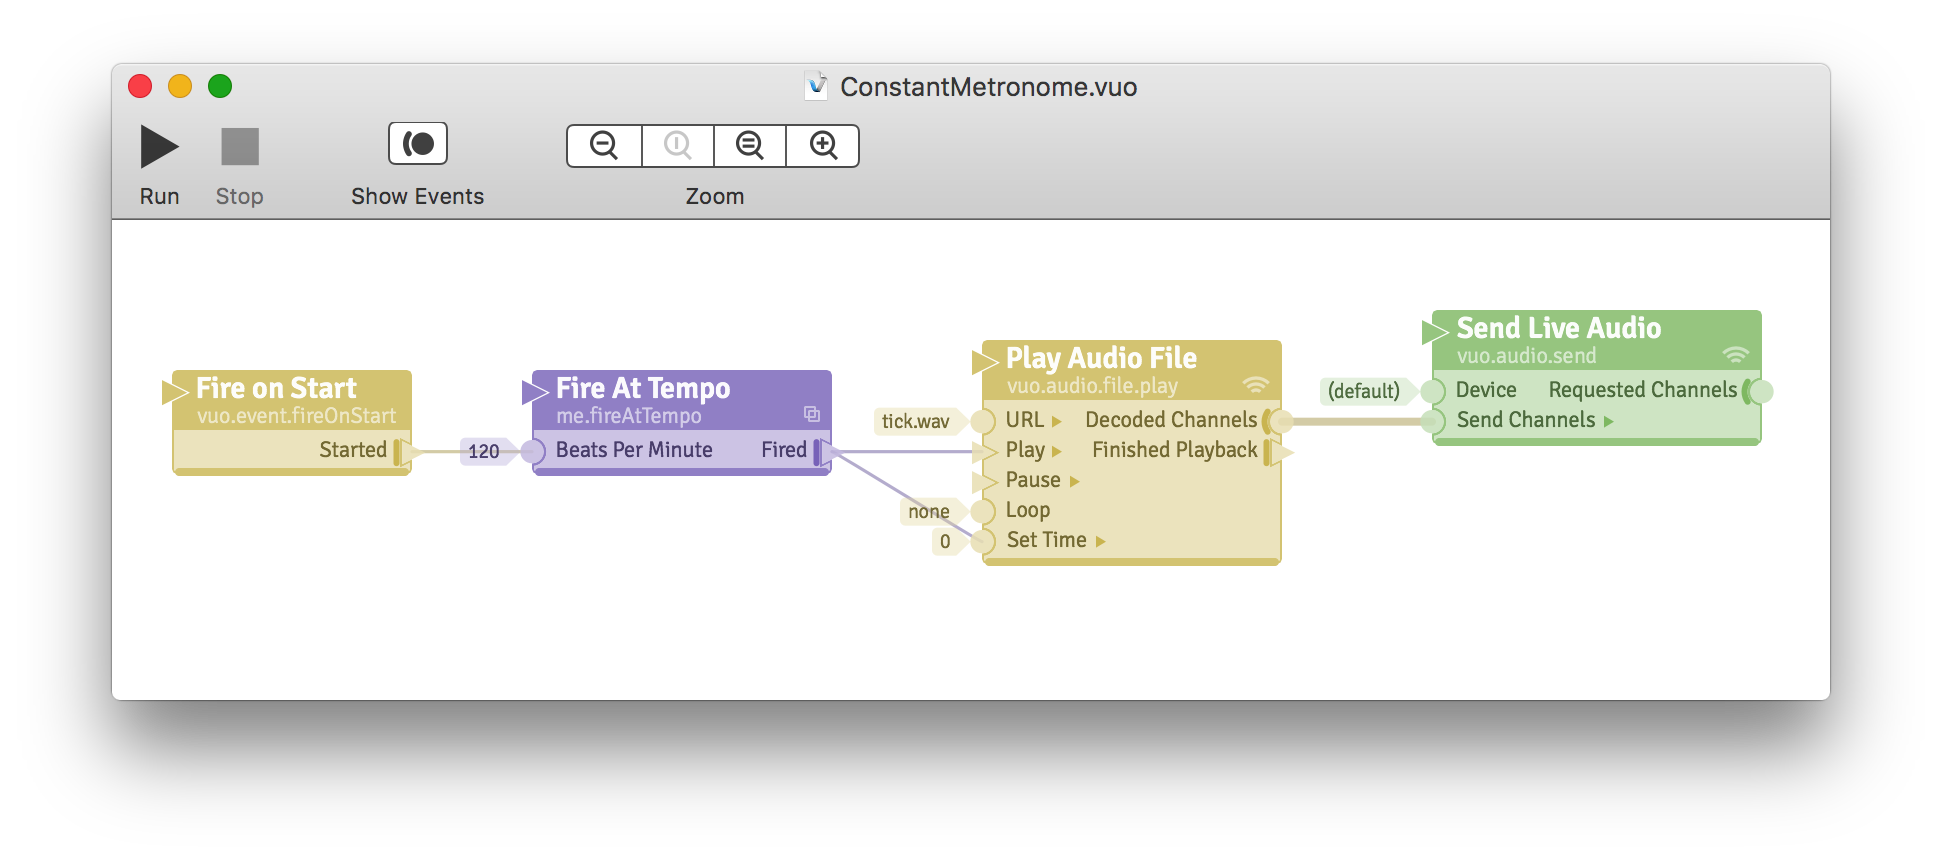 ConstantMetronome.vuo
Run
Stop
Show Events
Zoom
Fire on Start
vuo.event.fireOnStart
Started
120
Fire At Tempo
me.fireAtTempo
Beats Per Minute
Fired
tick.wav
none
0
Play Audio File
vuo.audio.file.play
URL
Decoded Channels
Play
Finished Playback
Pause
Loop
Set Time
(default)
Send Live Audio
vuo.audio.send
Device
Requested Channels
Send Channels